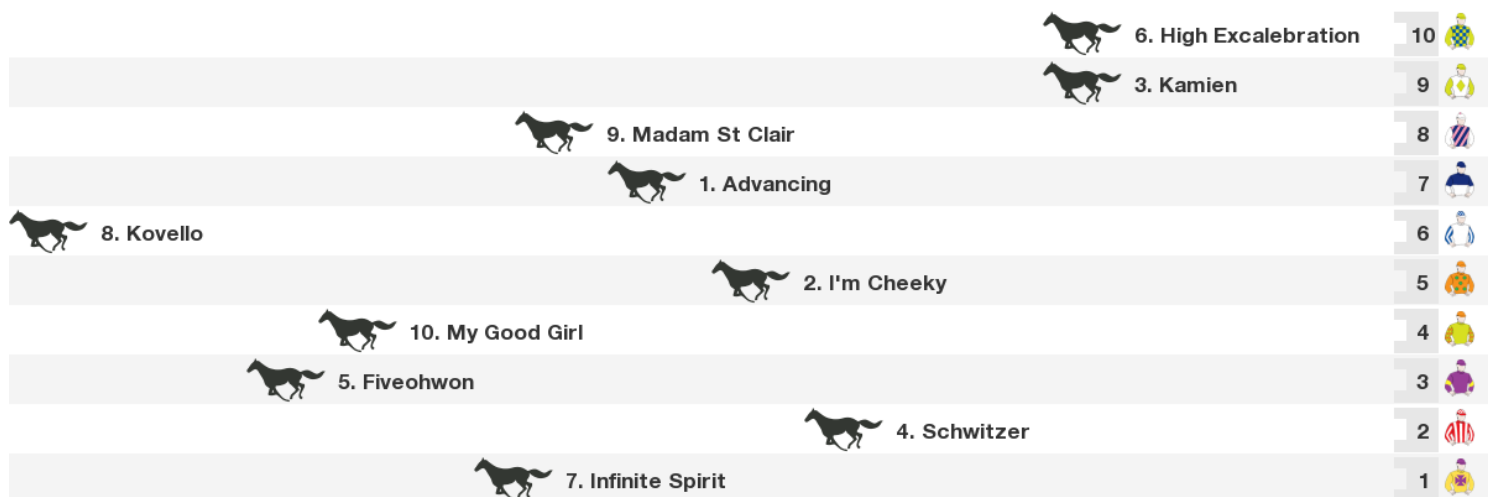 6. High Excalebration 10
3. Kamien 9
9. Madam St Clair 8
1. Advancing 7
8. Kovello 6
2. I'm Cheeky 5
10. My Good Girl 4
5. Fiveohwon 3
4. Schwitzer 2
7. Infinite Spirit 1